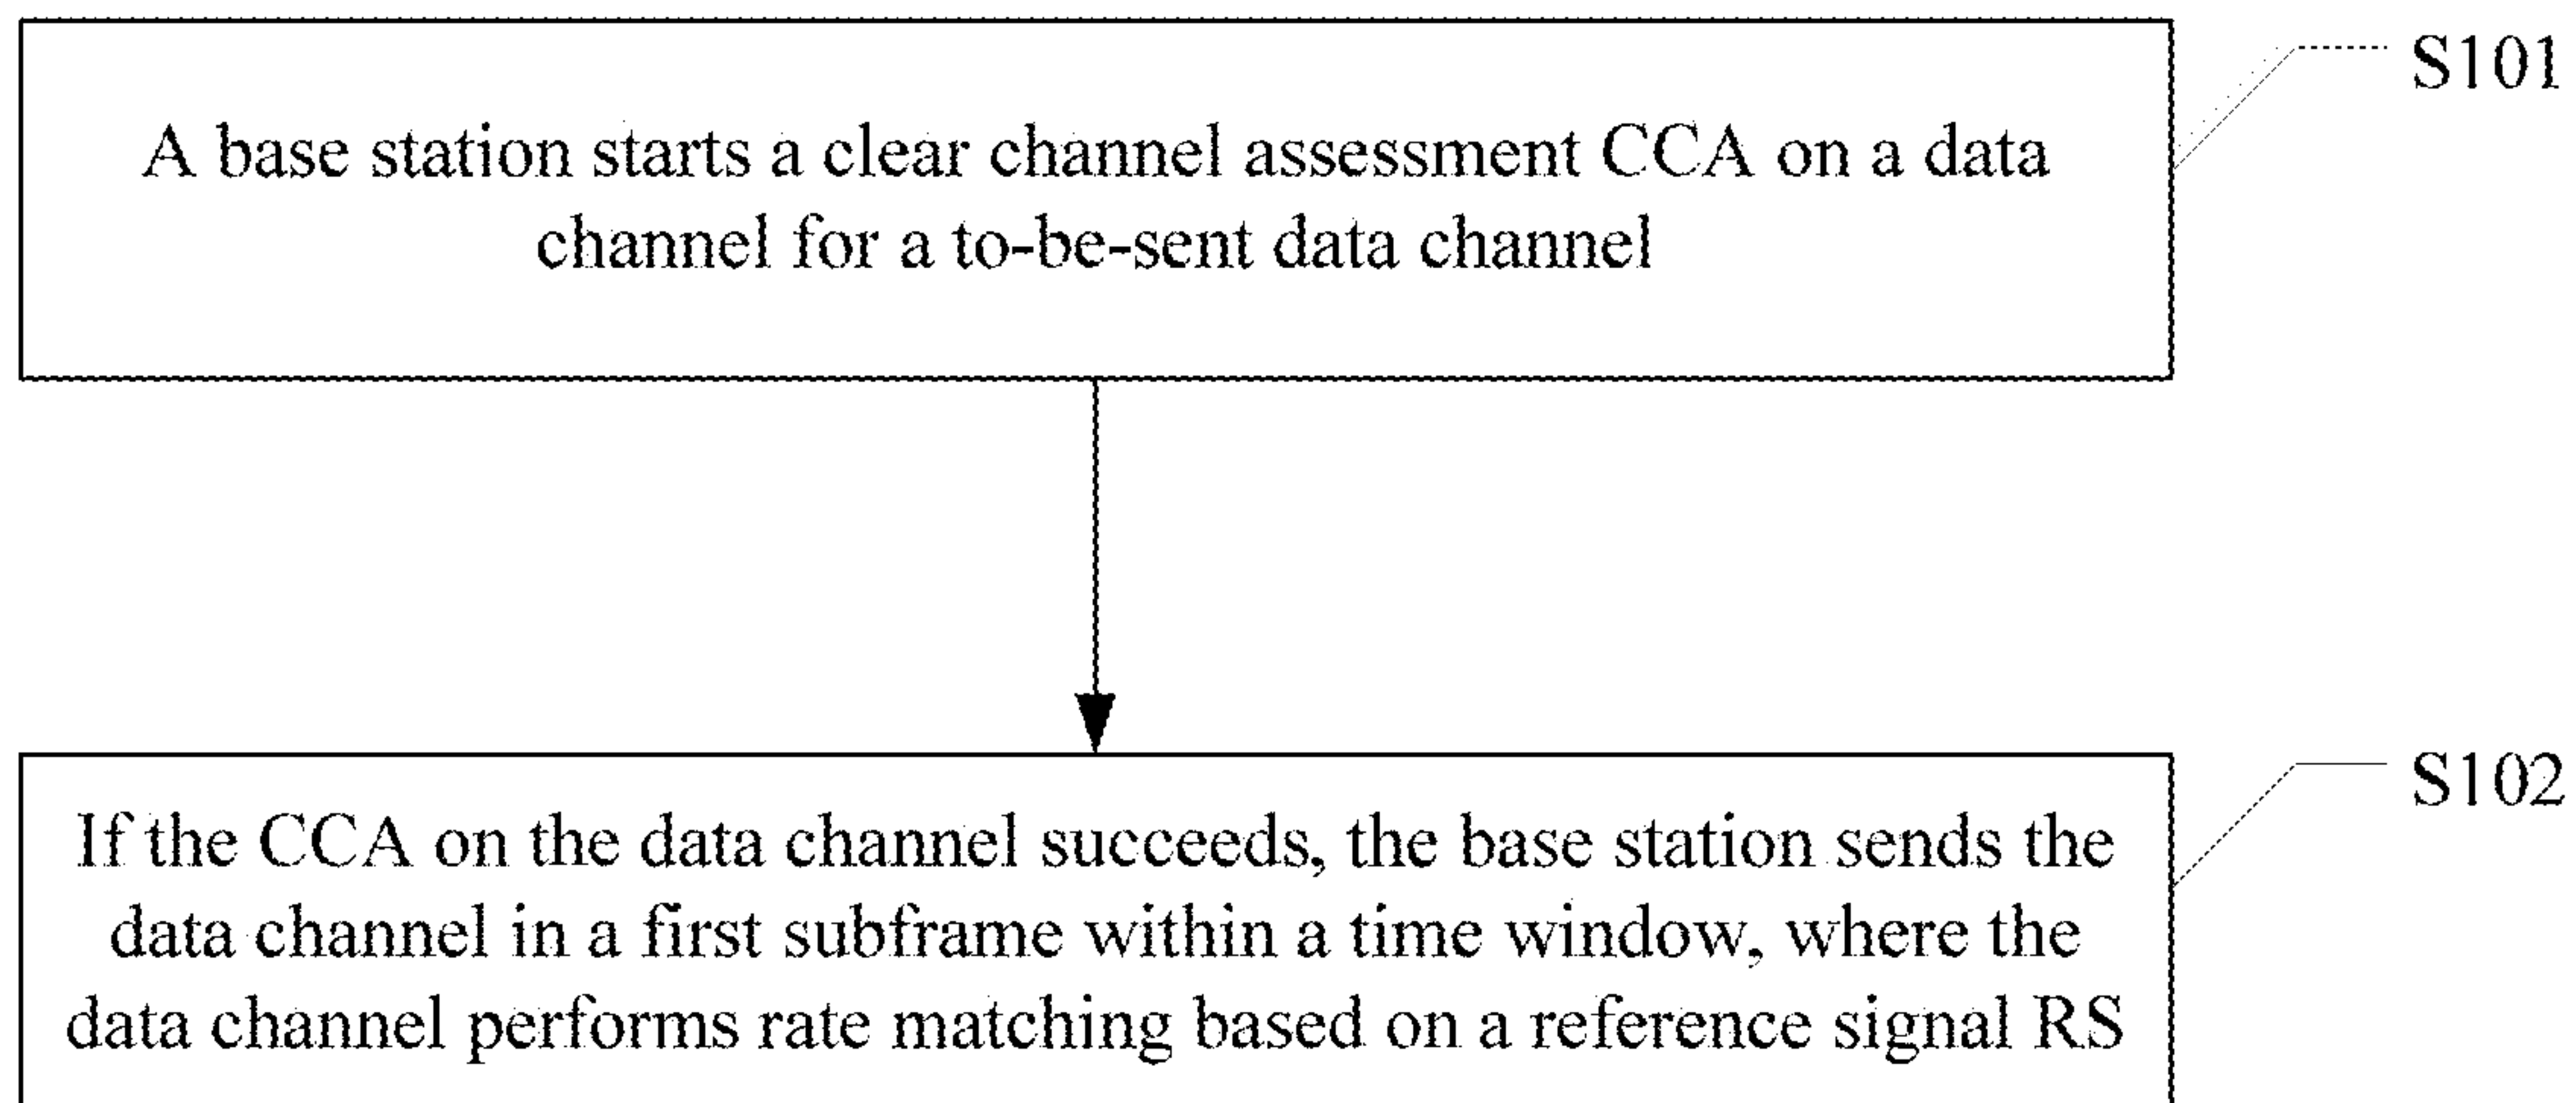 S101
A base station starts a clear channel assessment CCA on a data
channel for a to-be-sent data channel
S102
If the CCA on the data channel succeeds, the base station sends the
data channel in a first subframe within a time window, where the
data channel performs rate matching based on a reference signal RS